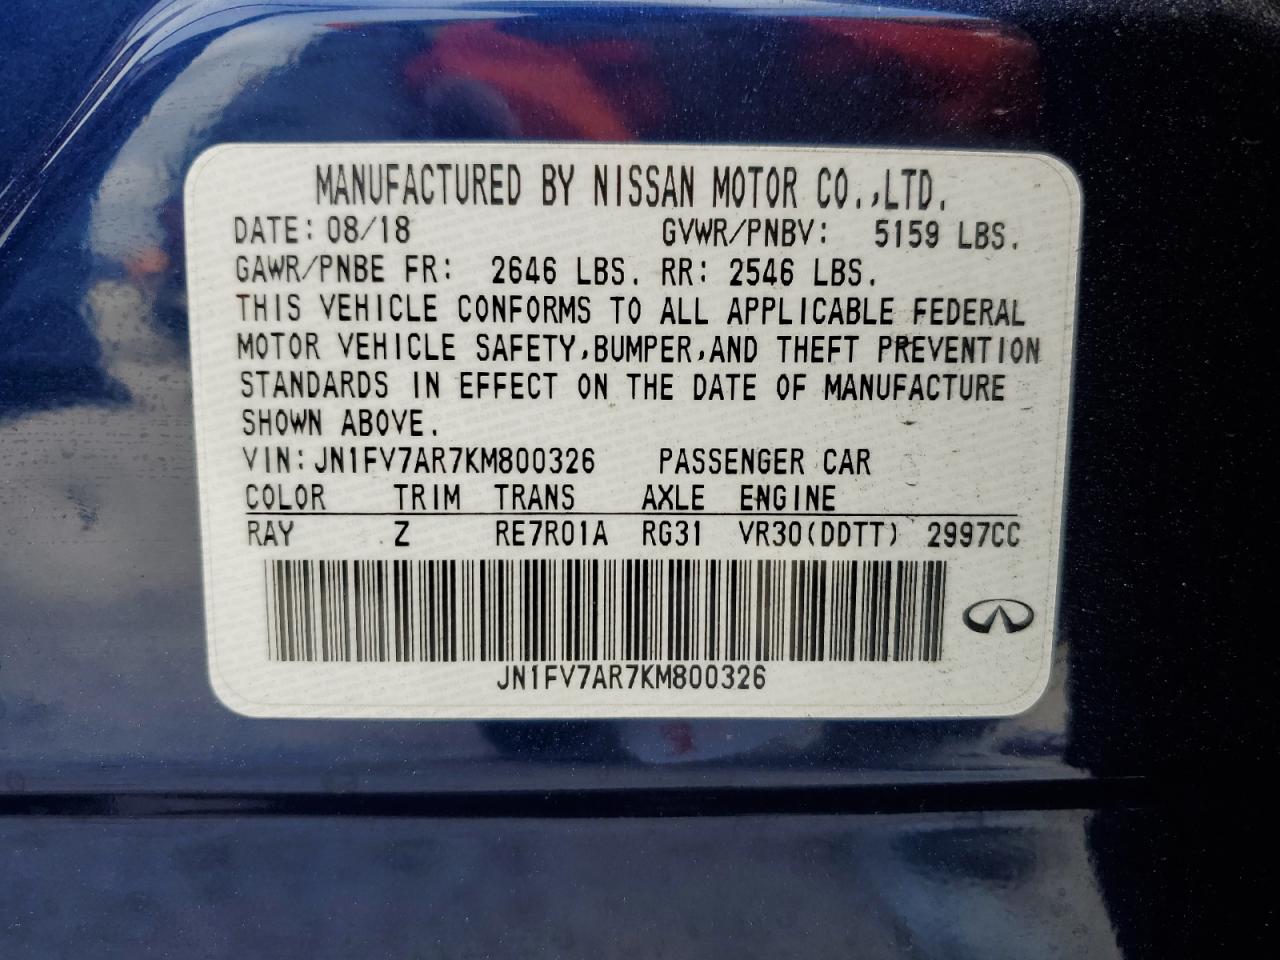 MANUFACTURED BY NISSAN MOTOR CO.,LTD.
DATE: 08/18 GVWR/PNBV: 5159 LBS.
GAWR/PNBE FR: 2646 LBS. RR: 2546 LBS.
THIS VEHICLE CONFORMS TO ALL APPLICABLE FEDERAL
MOTOR VEHICLE SAFETY,BUMPER,AND THEFT PREVENTION
STANDARDS IN EFFECT ON THE DATE OF MANUFACTURE
SHOWN ABOVE.
VIN: JN1FV7AR7KM800326 PASSENGER CAR
COLOR TRIM TRANS AXLE ENGINE
RAY Z RE7R01A RG31 VR30(DDTT) 2997CC
JN1FV7AR7KM800326